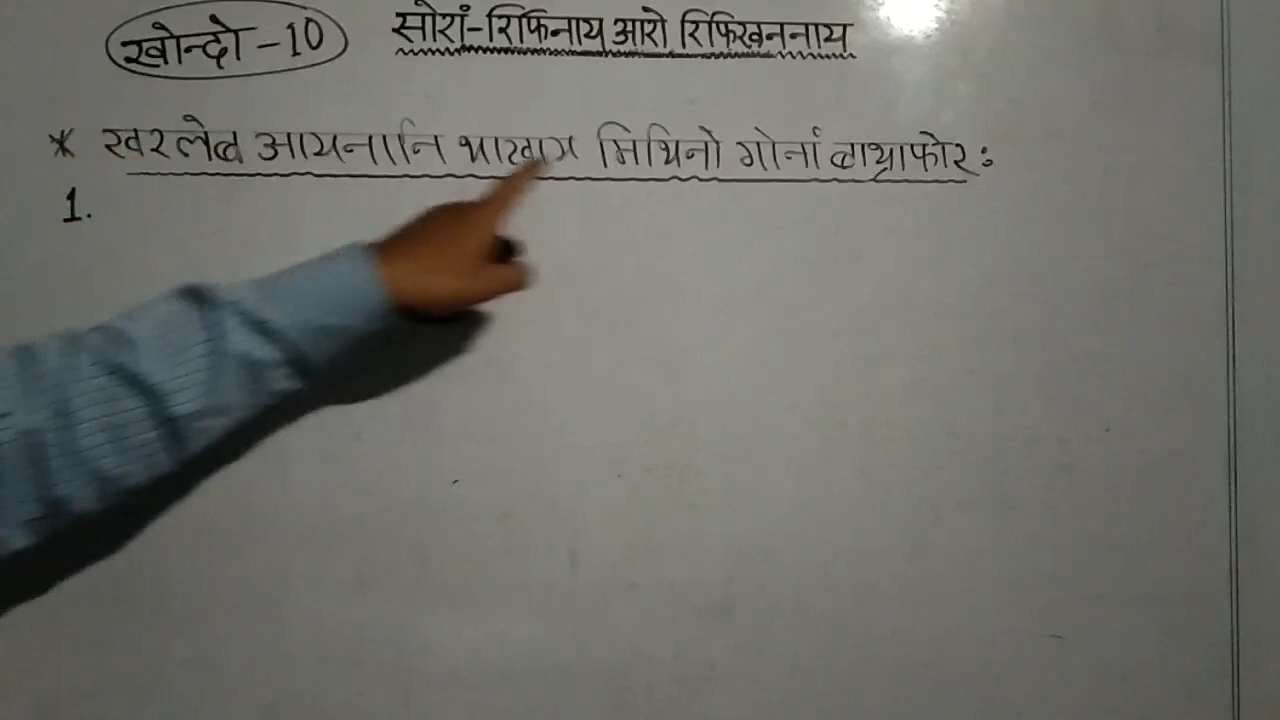 खोन्दो -10
सोरां-रिफिनाय आरो रिफिखननाय
* खरलेब आयनानि भाखाय मिथिनो गोनां बाथ्राफोर:
1.